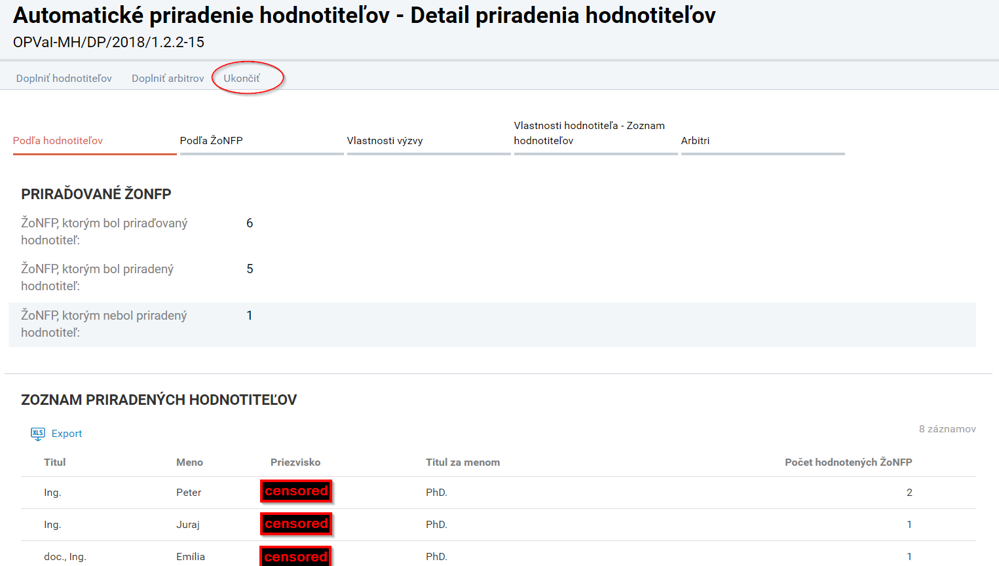 Automatické priradenie hodnotiteľov - Detail priradenia hodnotiteľov
OPVal-MH/DP/2018/1.2.2-15
Doplniť hodnotiteľov Doplniť arbitrov Ukončiť
Podľa hodnotiteľov
Podľa ŽoNFP
Vlastnosti výzvy
Vlastnosti hodnotiteľa - Zoznam
hodnotiteľov
Arbitri
PRIRAĎOVANÉ ŽONFP
ŽoNFP, ktorým bol priraďovaný 6
hodnotiteľ:
ŽoNFP, ktorým bol priradený 5
hodnotiteľ:
ŽoNFP, ktorým nebol priradený 1
hodnotiteľ:
ZOZNAM PRIRADENÝCH HODNOTITEĽOV
XLS Export
8 záznamov
Titul Meno Priezvisko Titul za menom Počet hodnotených ŽoNFP
Ing. Peter censored PhD. 2
Ing. Juraj censored PhD. 1
doc., Ing. Emília censored PhD. 1